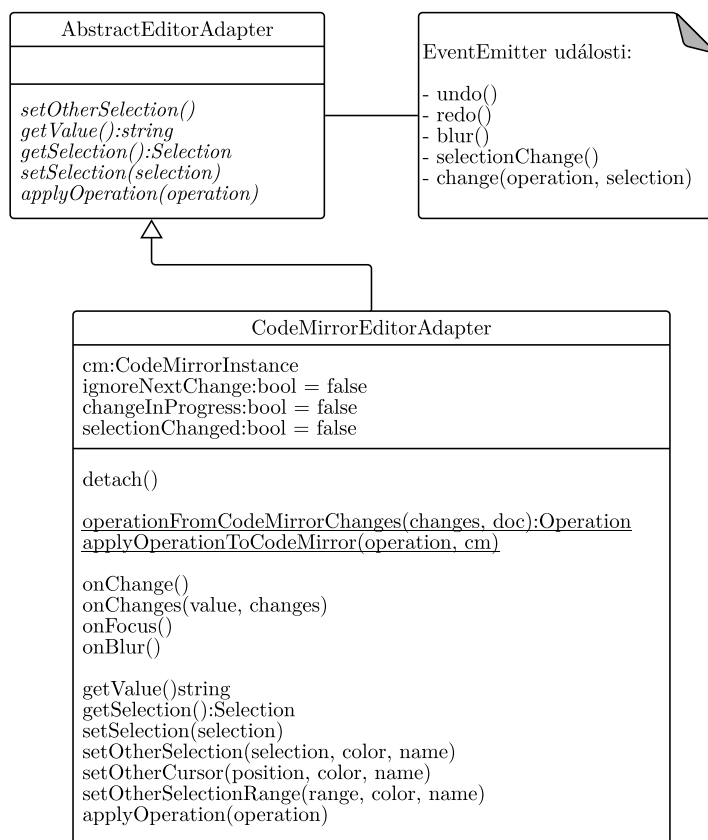 AbstractEditorAdapter
setOtherSelection()
getValue():string
getSelection():Selection
setSelection(selection)
applyOperation(operation)
EventEmitter události:
- undo()
- redo()
- blur()
- selectionChange()
- change(operation, selection)
CodeMirrorEditorAdapter
cm:CodeMirrorInstance
ignoreNextChange:bool = false
changeInProgress:bool = false
selectionChanged:bool = false
detach()
operationFromCodeMirrorChanges(changes, doc):Operation
applyOperationToCodeMirror(operation, cm)
onChange()
onChanges(value, changes)
onFocus()
onBlur()
getValue()string
getSelection():Selection
setSelection(selection)
setOtherSelection(selection, color, name)
setOtherCursor(position, color, name)
setOtherSelectionRange(range, color, name)
applyOperation(operation)